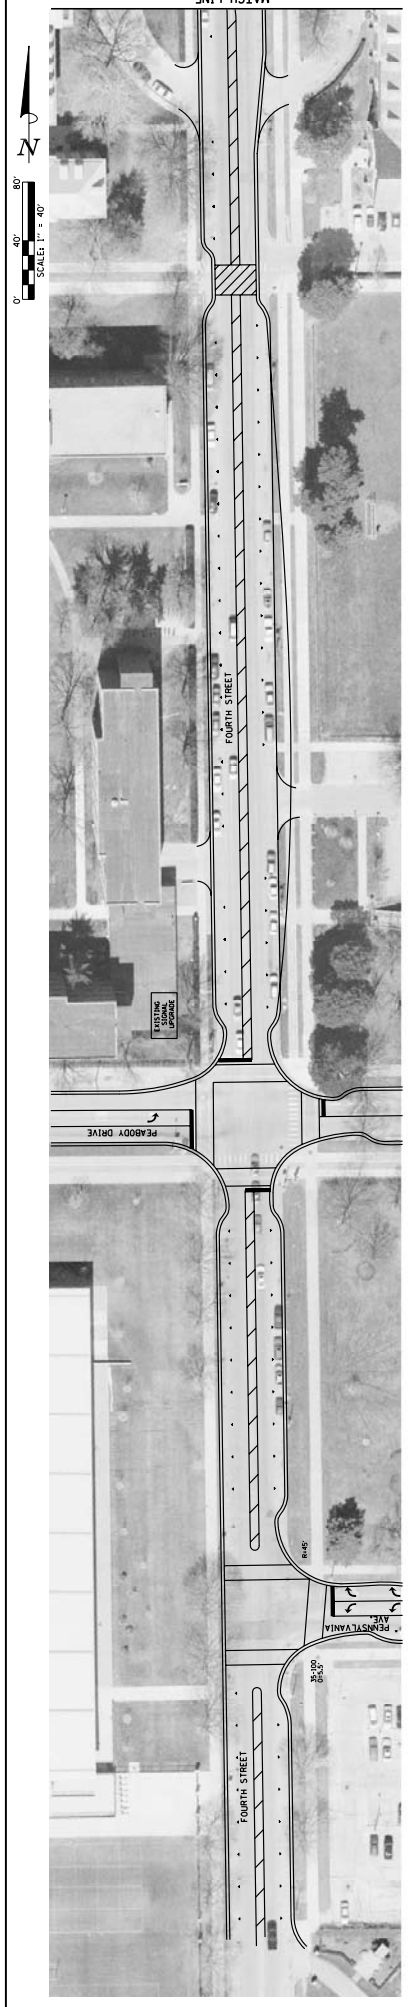 MATCH LINE
N
0' 40' 80'
SCALE: 1" = 40'
FOURTH STREET
EXISTING
SIGNAL
UPGRADE
PEABODY DRIVE
R=45'
PENNSYLVANIA
AVE.
35-100
O=5.5'
FOURTH STREET